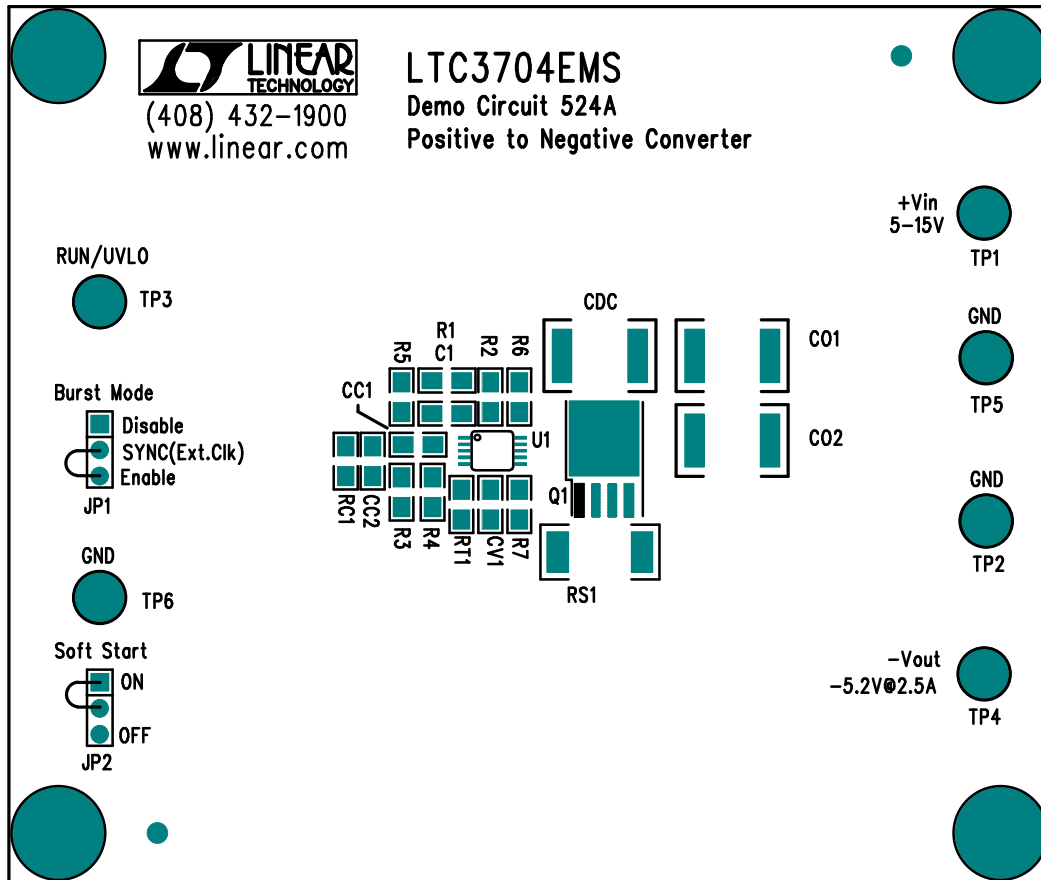 LINEAR
TECHNOLOGY
(408) 432-1900
www.linear.com
LTC3704EMS
Demo Circuit 524A
Positive to Negative Converter
+Vin
5-15V
TP1
RUN/UVLO
TP3
CDC
GND
TP5
CO1
R1
C1
R5
R2
R6
CC1
Burst Mode
Disable
SYNC(Ext.Clk)
Enable
JP1
U1
CO2
GND
TP2
Q1
RC1
CC2
R3
R4
RT1
CV1
R7
RS1
GND
TP6
Soft Start
ON
OFF
JP2
-Vout
-5.2V@2.5A
TP4